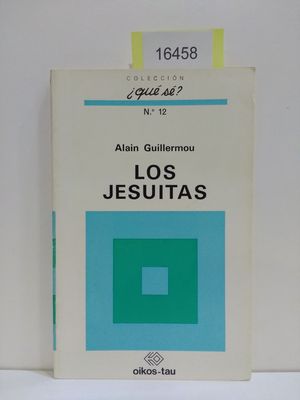 16458
COLECCIÓN
¿qué sé?
N.º 12
Alain Guillermou
LOS
JESUITAS
oikos-tau